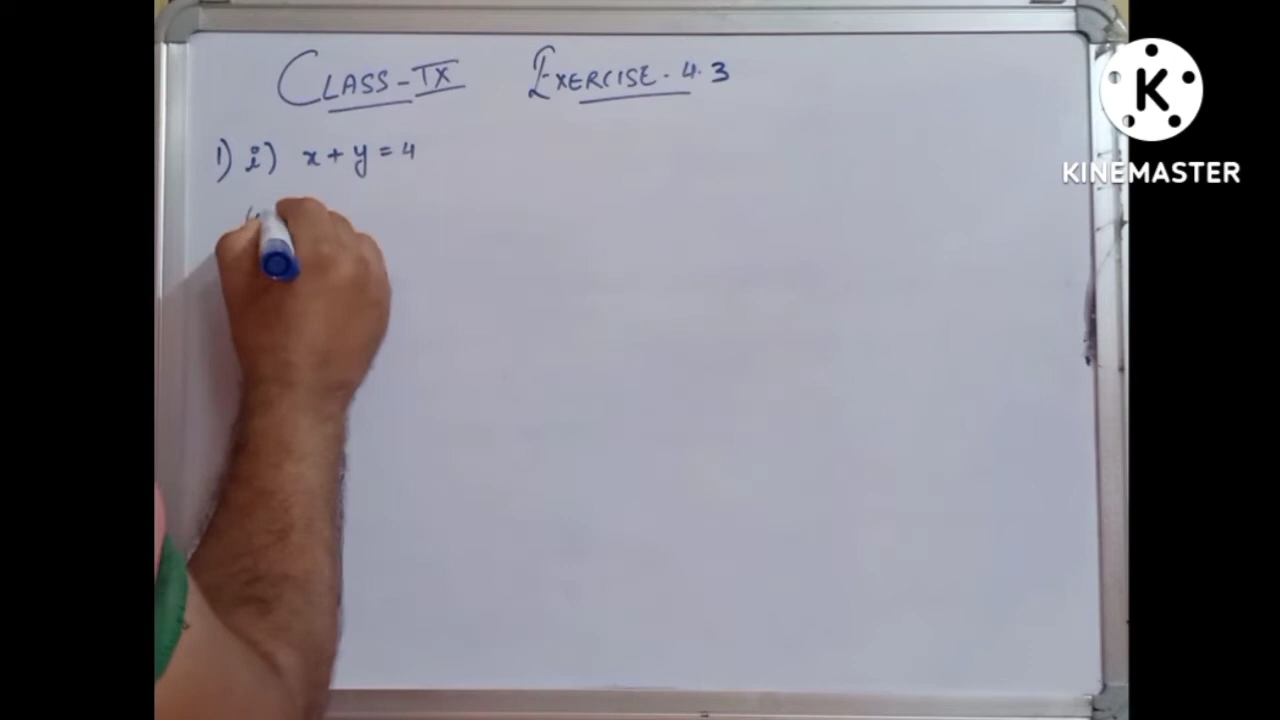 CLASS-IX EXERCISE-4.3
1) i) x + y = 4
K
KINEMASTER